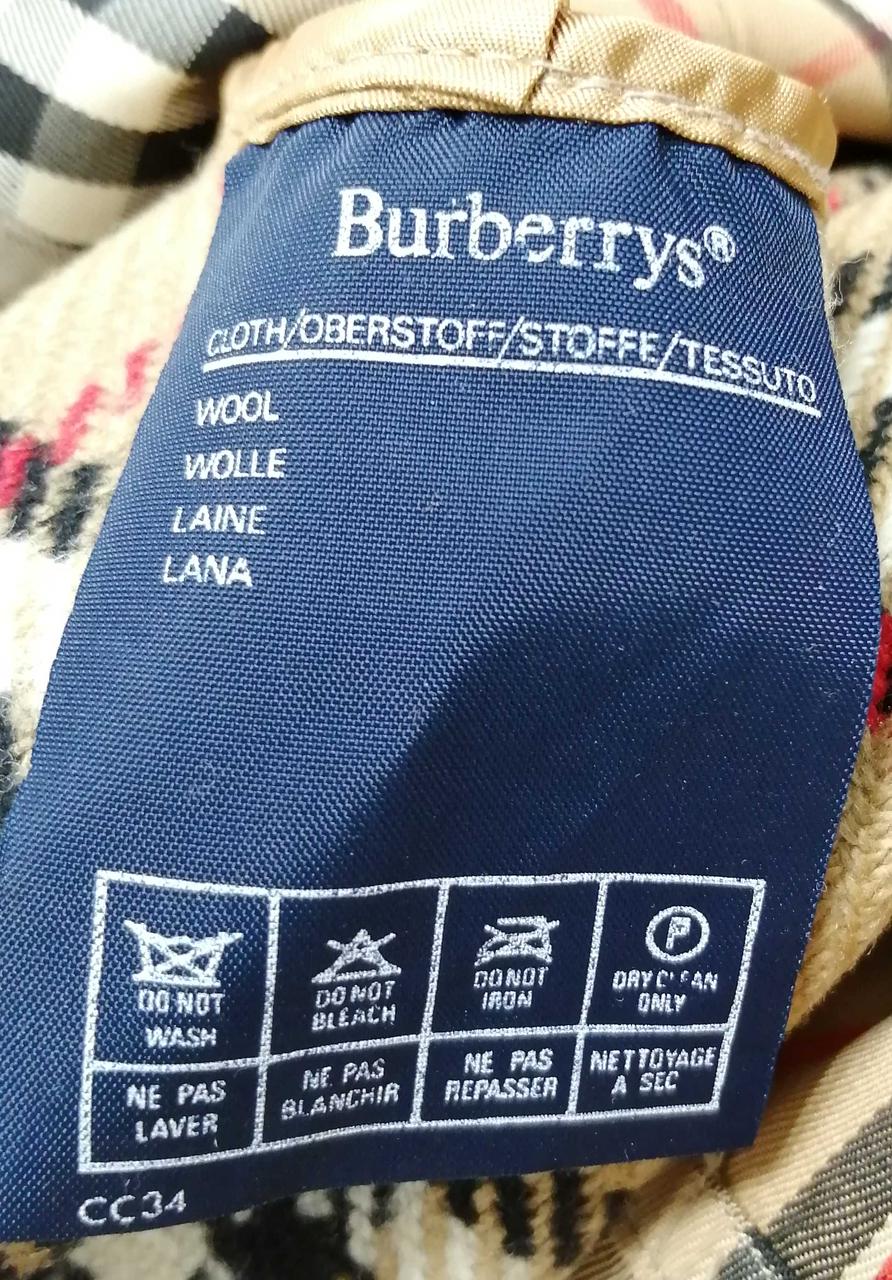 Burberrys®
CLOTH/OBERSTOFF/STOFFE/TESSUTO
WOOL
WOLLE
LAINE
LANA
DO NOT
WASH
DO NOT
BLEACH
DO NOT
IRON
P
DRY CLEAN
ONLY
NE PAS
LAVER
NE PAS
BLANCHIR
NE PAS
REPASSER
NETTOYAGE
A SEC
CC34